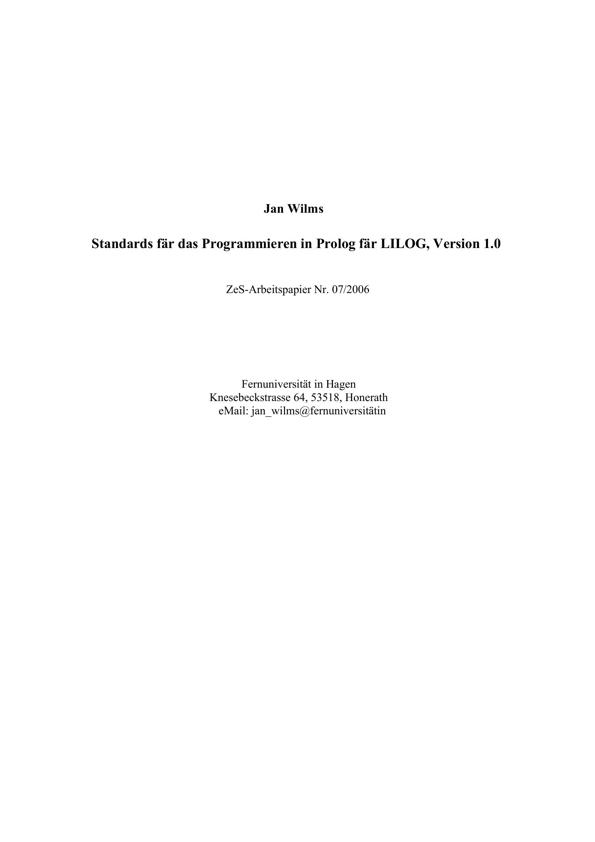 Jan Wilms
Standards fär das Programmieren in Prolog fär LILOG, Version 1.0
ZeS-Arbeitspapier Nr. 07/2006
Fernuniversität in Hagen
Knesebeckstrasse 64, 53518, Honerath
eMail: jan_wilms@fernuniversitätin